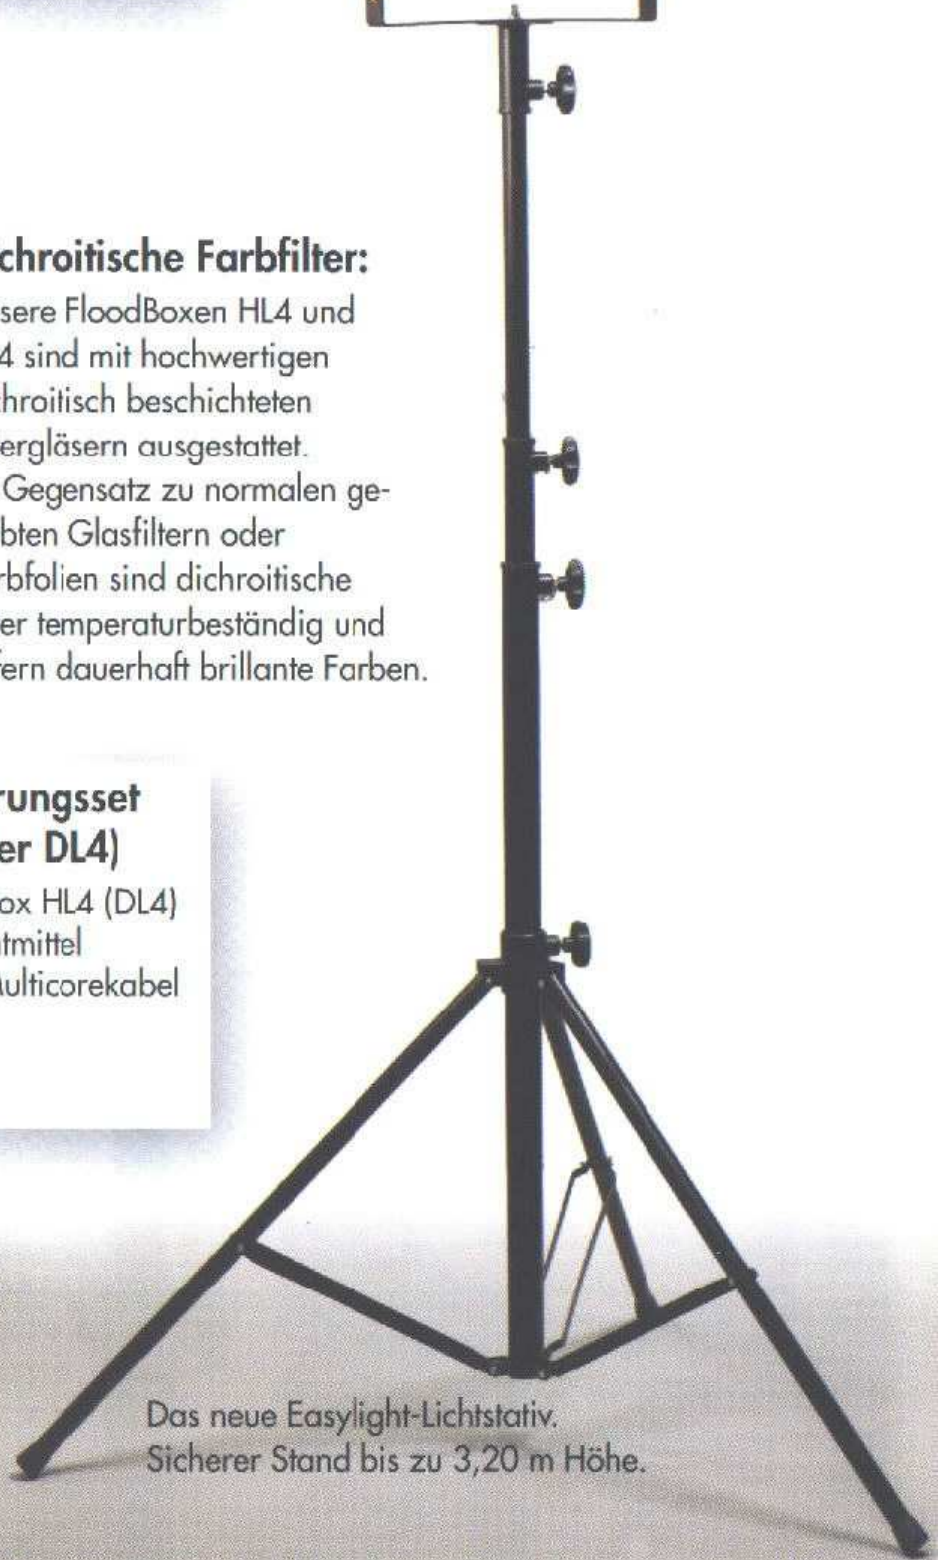 chroitische Farbfilter:
sere FloodBoxen HL4 und
4 sind mit hochwertigen
chroitisch beschichteten
ergläsern ausgestattet.
Gegensatz zu normalen ge-
bten Glasfiltern oder
rbfolien sind dichroitische
er temperaturbeständig und
fern dauerhaft brillante Farben.
rungsset
er DL4)
ox HL4 (DL4)
tmittel
ulticorekabel
Das neue Easylight-Lichtstativ.
Sicherer Stand bis zu 3,20 m Höhe.